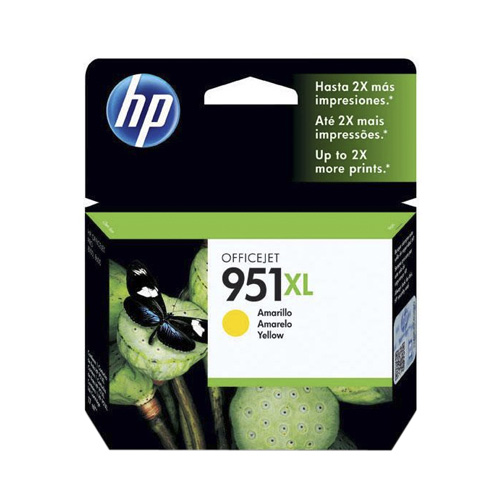 hp
Hasta 2X más
impresiones.*
Até 2X mais
impressões.*
Up to 2X
more prints.*
OFFICEJET
951XL
Amarillo
Amarelo
Yellow
hp